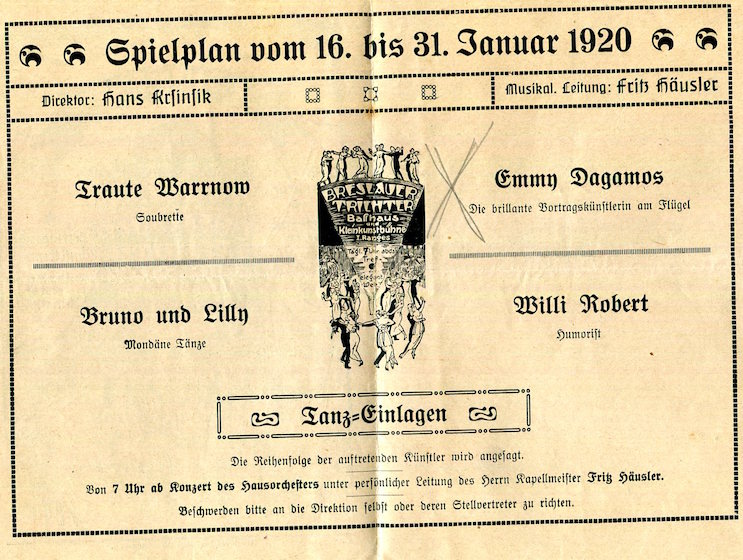 Spielplan vom 16. bis 31. Januar 1920
Direktor: Hans Krsinsik
Musikal. Leitung: Fritz Häusler
Traute Warrnow
Soubrette
Emmy Dagamos
Die brillante Vortragskünstlerin am Flügel
BRESLAUER
TRICHTER
Ballhaus
und
Kleinkunstbühne
I. Ranges
Bruno und Lilly
Mondäne Tänze
Willi Robert
Humorist
Tanz=Einlagen
Die Reihenfolge der auftretenden Künstler wird angesagt.
Von 7 Uhr ab Konzert des Hausorchesters unter persönlicher Leitung des Herrn Kapellmeister Fritz Häusler.
Beschwerden bitte an die Direktion selbst oder deren Stellvertreter zu richten.